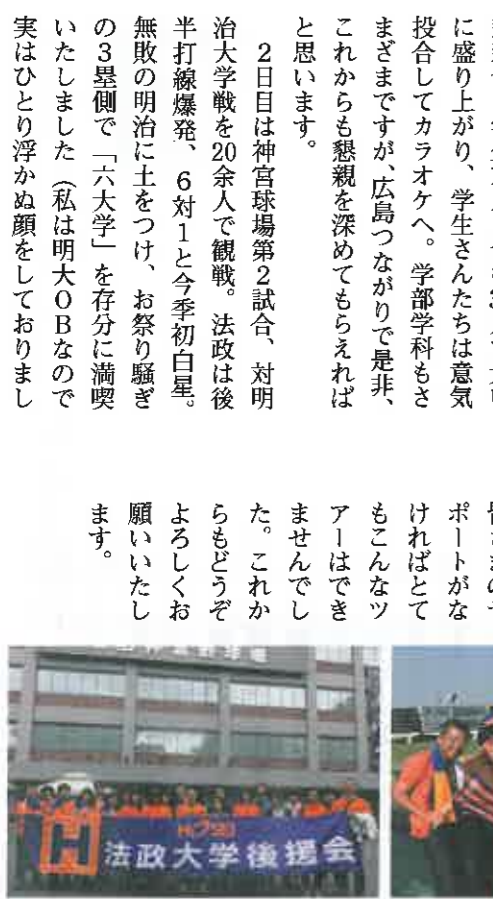 に盛り上がり、学生さんたちは意気
投合してカラオケへ。学部学科もさ
まざまですが、広島つながりで是非、
これからも懇親を深めてもらえれば
と思います。
　２日目は神宮球場第２試合、対明
治大学戦を20余人で観戦。法政は後
半打線爆発、６対１と今季初白星。
無敗の明治に土をつけ、お祭り騒ぎ
の３塁側で「六大学」を存分に満喫
いたしました（私は明大ＯＢなので
実はひとり浮かぬ顔をしておりまし
ポートがな
ければとて
もこんなツ
アーはでき
ませんでし
た。これか
らもどうぞ
よろしくお
願いいたし
ます。
法政大学後援会